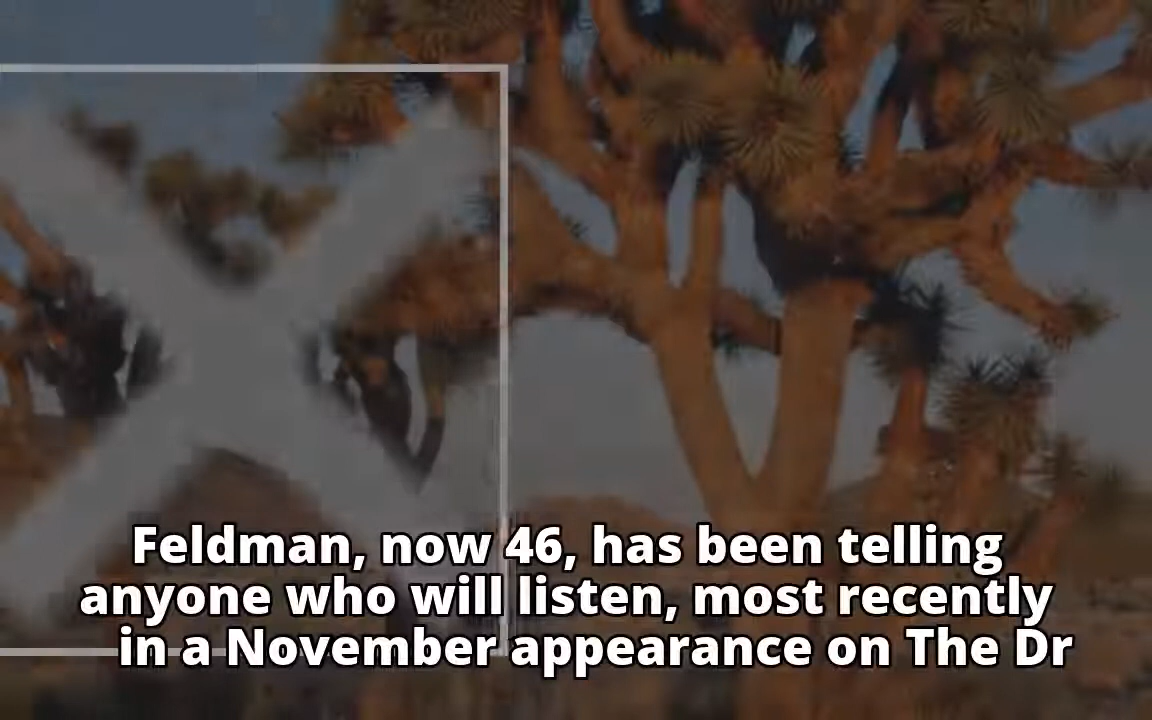 Feldman, now 46, has been telling
anyone who will listen, most recently
in a November appearance on The Dr